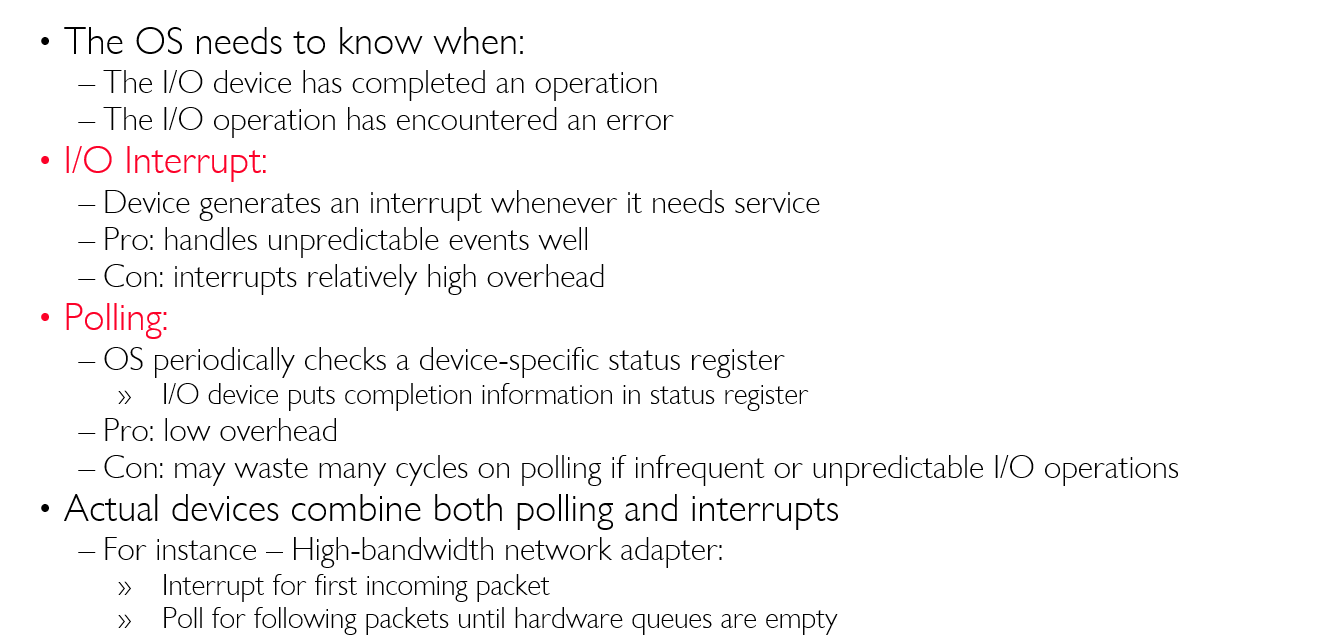 • The OS needs to know when:
– The I/O device has completed an operation
– The I/O operation has encountered an error
• I/O Interrupt:
– Device generates an interrupt whenever it needs service
– Pro: handles unpredictable events well
– Con: interrupts relatively high overhead
• Polling:
– OS periodically checks a device-specific status register
» I/O device puts completion information in status register
– Pro: low overhead
– Con: may waste many cycles on polling if infrequent or unpredictable I/O operations
• Actual devices combine both polling and interrupts
– For instance – High-bandwidth network adapter:
» Interrupt for first incoming packet
» Poll for following packets until hardware queues are empty